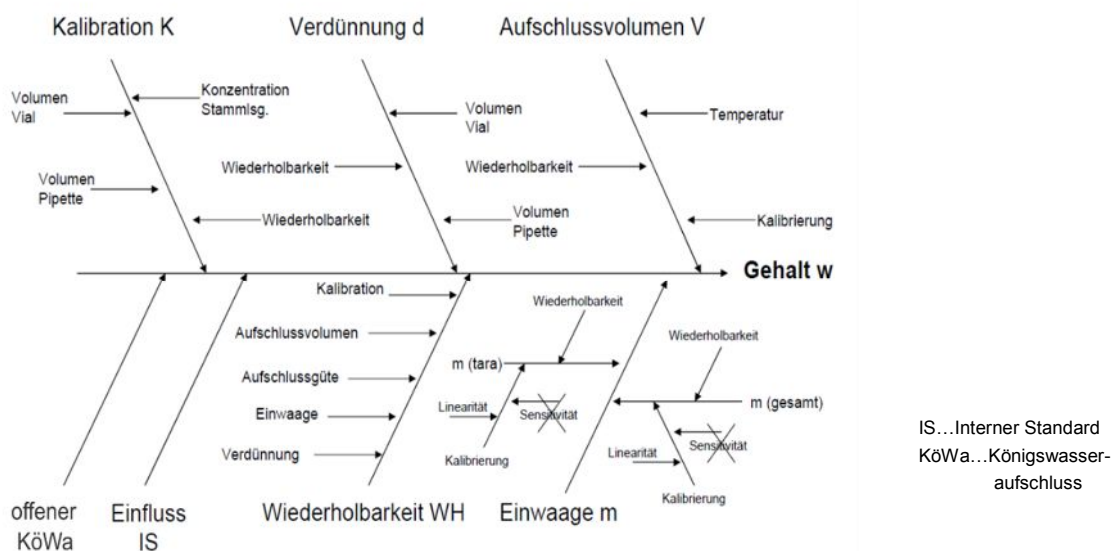 Kalibration K
Verdünnung d
Aufschlussvolumen V
Volumen
Vial
Konzentration
Stammlsg.
Volumen
Pipette
Wiederholbarkeit
Volumen
Vial
Wiederholbarkeit
Volumen
Pipette
Temperatur
Wiederholbarkeit
Kalibrierung
Gehalt w
Kalibration
Aufschlussvolumen
Aufschlussgüte
Einwaage
Verdünnung
Wiederholbarkeit
m (tara)
Linearität
Sensitivität
Kalibrierung
Wiederholbarkeit
m (gesamt)
Linearität
Sensitivität
Kalibrierung
offener
KöWa
Einfluss
IS
Wiederholbarkeit WH
Einwaage m
IS…Interner Standard
KöWa…Königswasser-
aufschluss